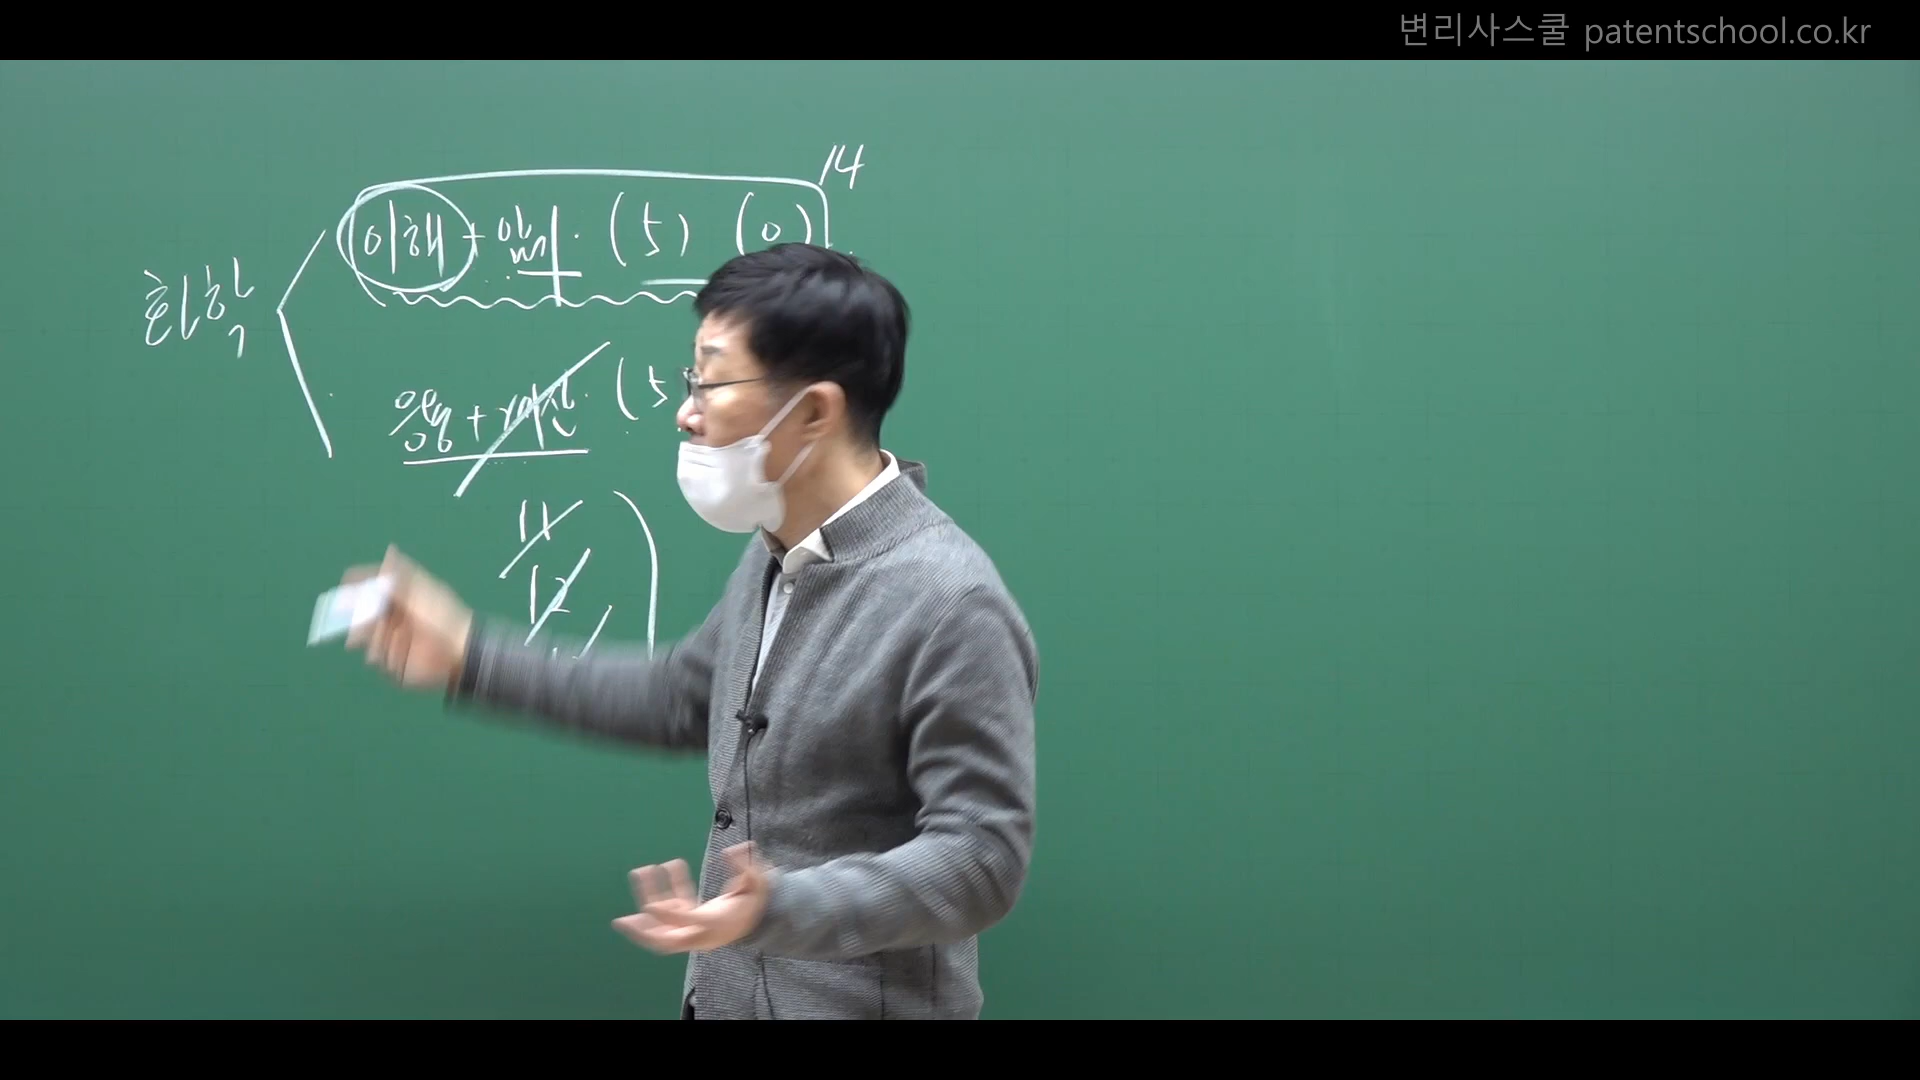 변리사스쿨 patentschool.co.kr
14
이해 + 암기 (5) (0)
화학
응용 + 계산 (5
11
12